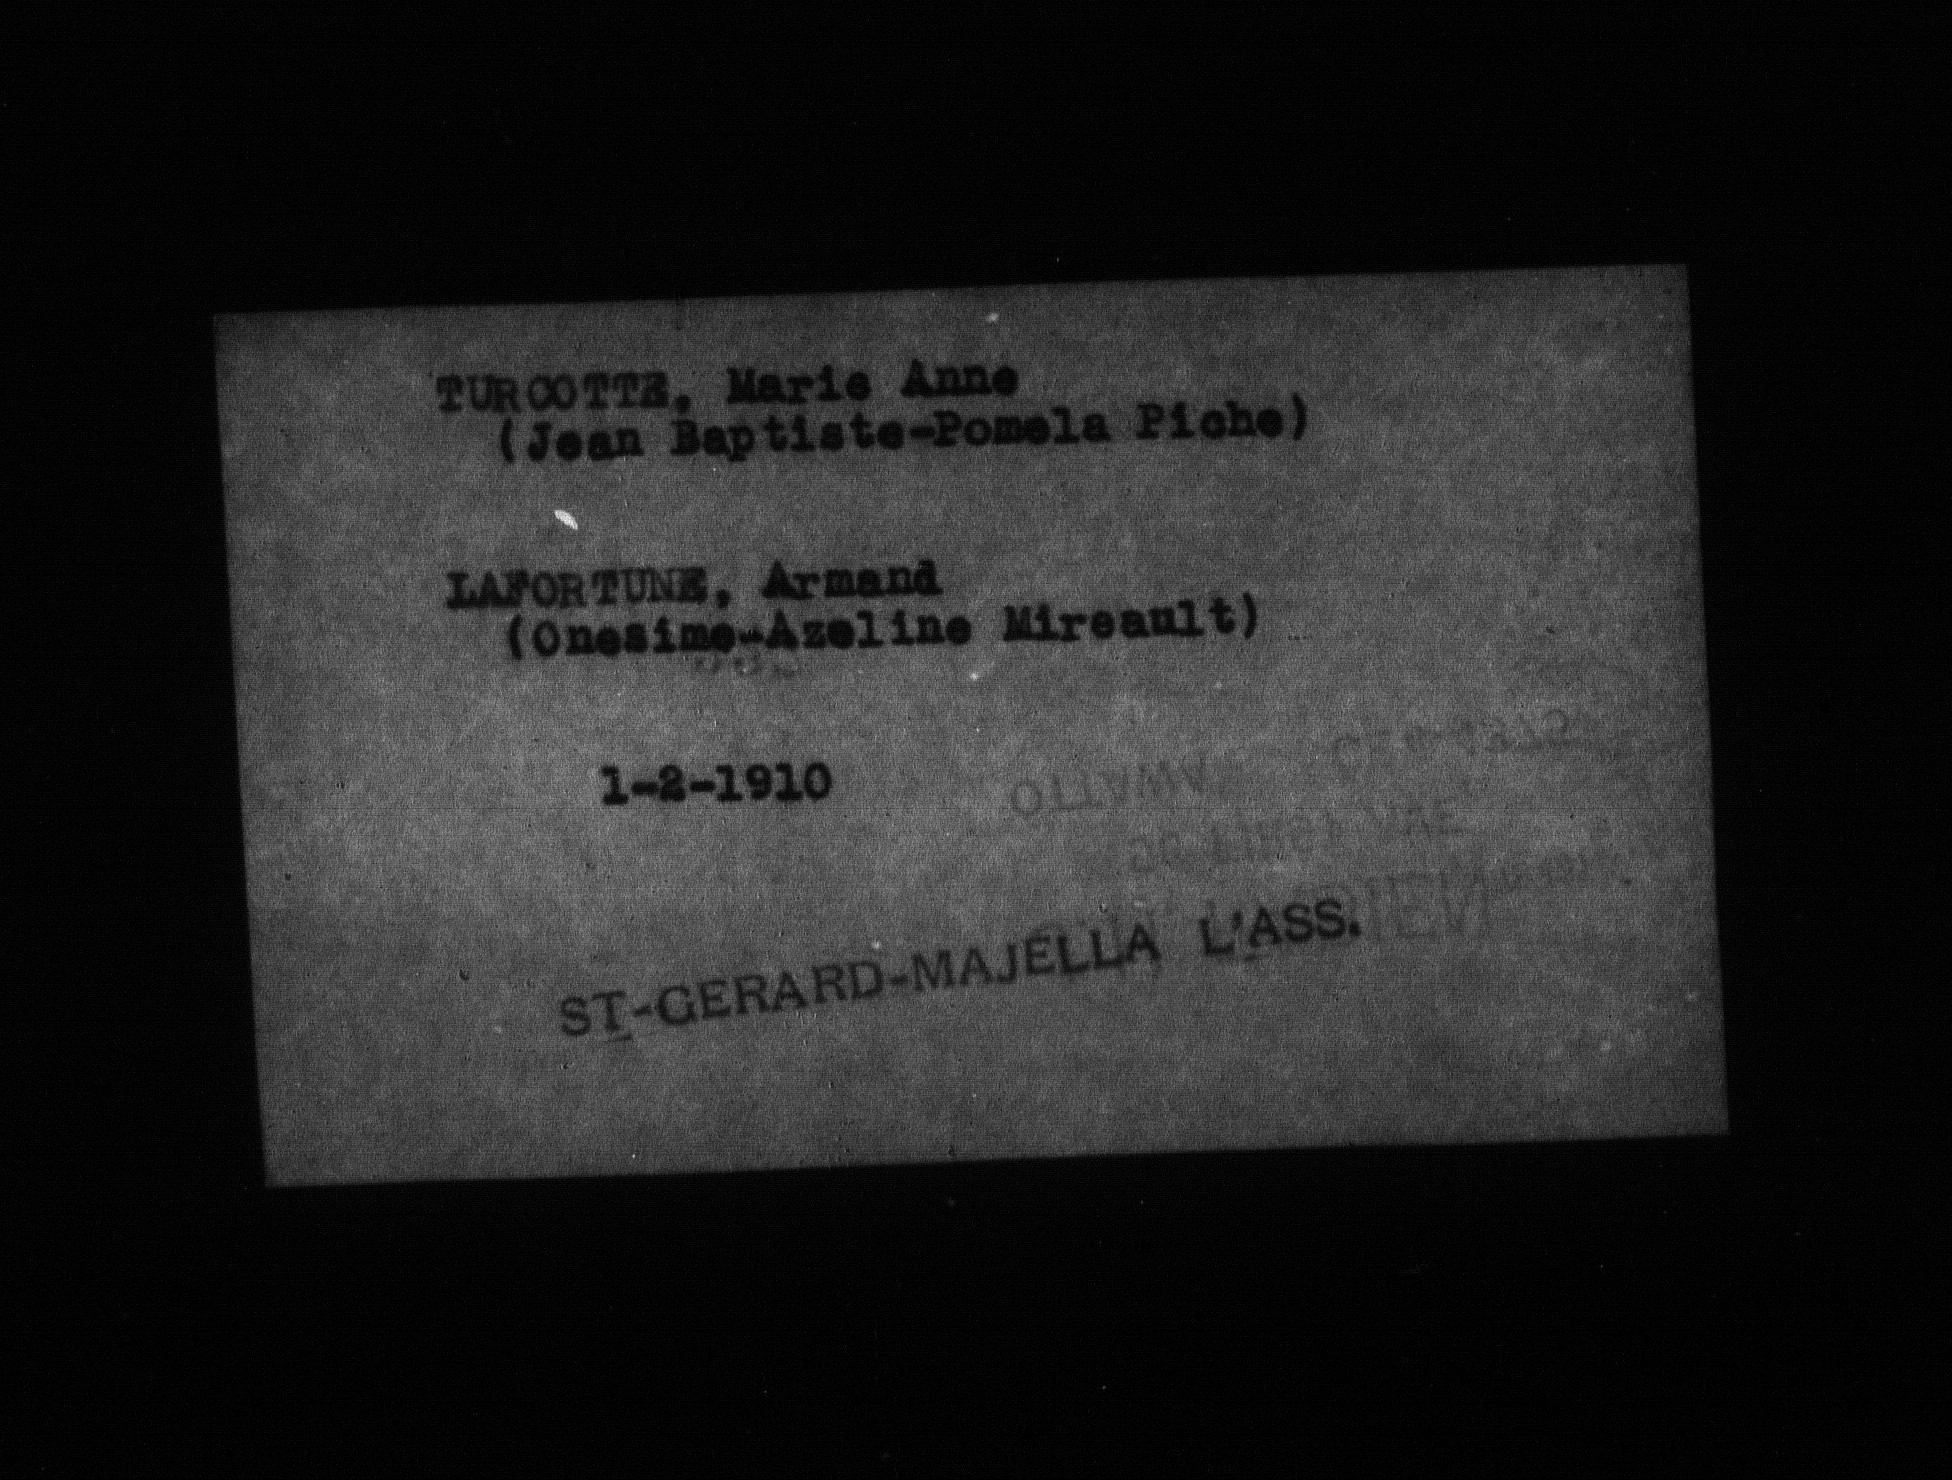 TURCOTTE, Marie Anne
(Jean Baptiste-Pomela Piche)
LAFORTUNE, Armand
(Onesime-Azeline Mireault)
1-2-1910
ST-GERARD-MAJELLA L'ASS.